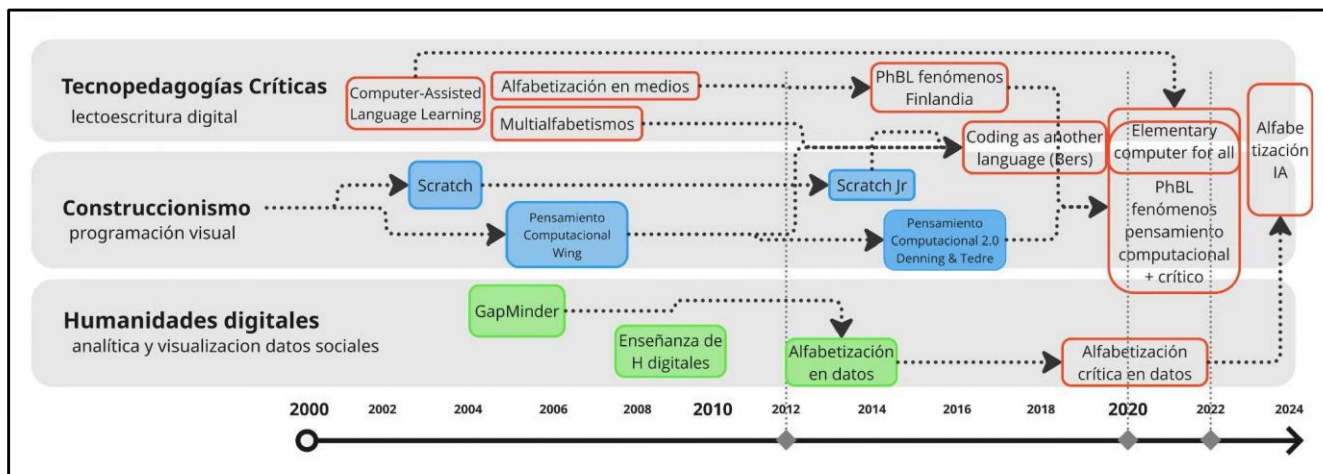 Tecnopedagogías Críticas
lectoescritura digital
Computer-Assisted
Language Learning
Alfabetización en medios
Multialfabetismos
PhBL fenómenos
Finlandia
Coding as another
language (Bers)
Elementary
computer for all
PhBL
fenómenos
pensamiento
computacional
+ crítico
Alfabe
tización
IA
Construccionismo
programación visual
Scratch
Pensamiento
Computacional
Wing
Scratch Jr
Pensamiento
Computacional 2.0
Denning & Tedre
Humanidades digitales
analítica y visualizacion datos sociales
GapMinder
Enseñanza de
H digitales
Alfabetización
en datos
Alfabetización
crítica en datos
2000 2002 2004 2006 2008 2010 2012 2014 2016 2018 2020 2022 2024